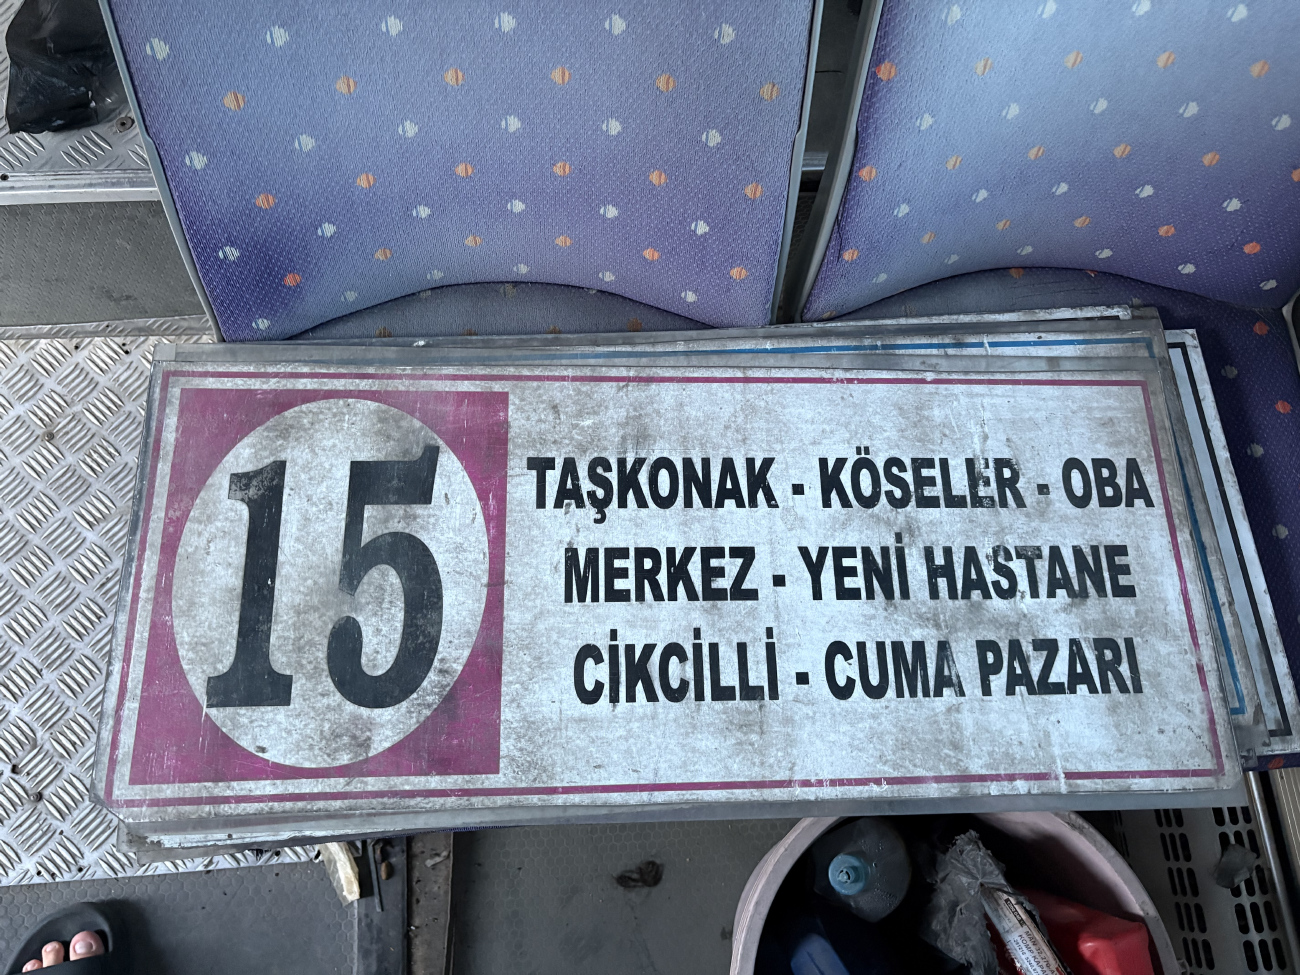 15
TAŞKONAK - KÖSELER - OBA
MERKEZ - YENİ HASTANE
CİKCİLLİ - CUMA PAZARI